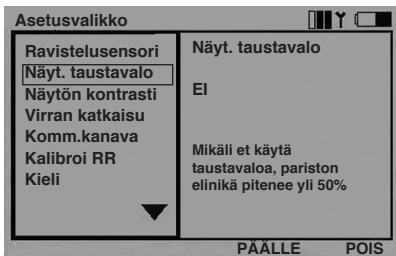 Asetusvalikko
Ravistelusensori
Näyt. taustavalo
Näytön kontrasti
Virran katkaisu
Komm.kanava
Kalibroi RR
Kieli
Näyt. taustavalo
EI
Mikäli et käytä
taustavaloa, pariston
elinikä pitenee yli 50%
PÄÄLLE POIS